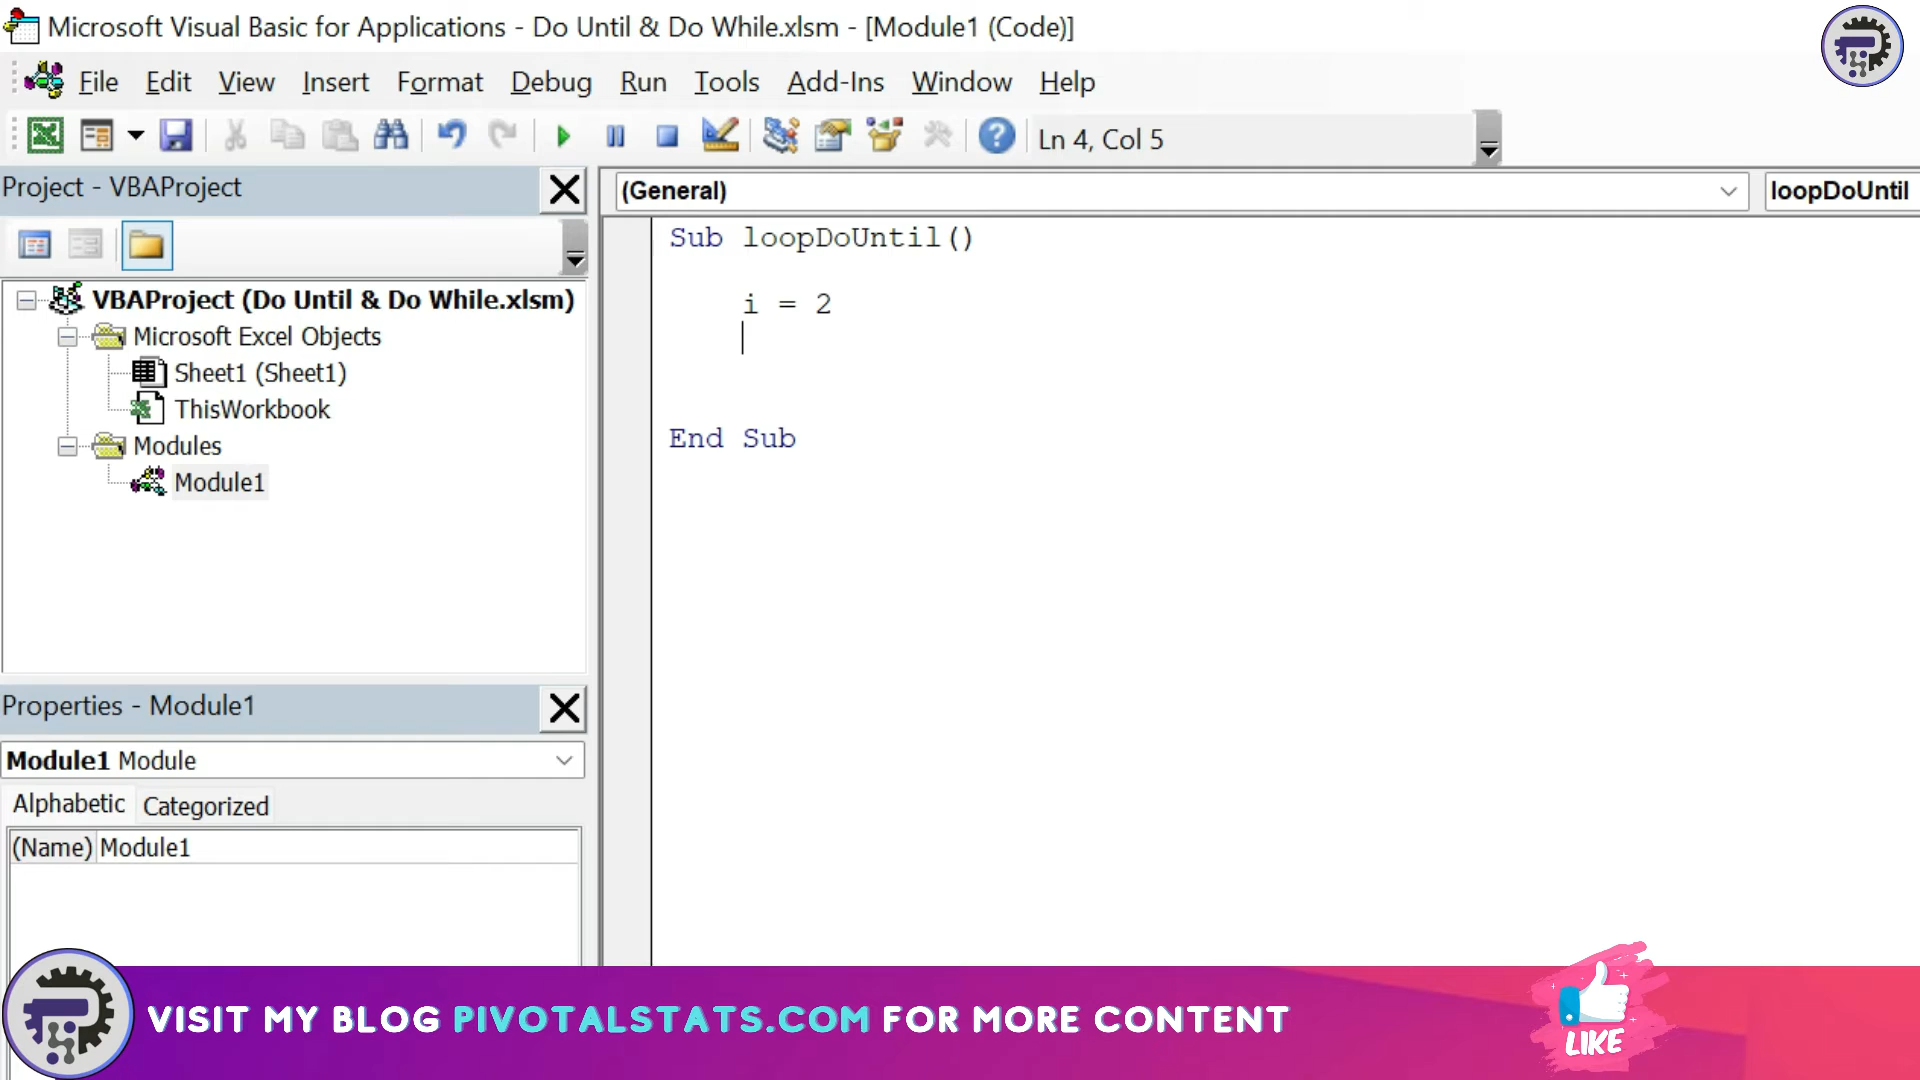 Microsoft Visual Basic for Applications - Do Until & Do While.xlsm - [Module1 (Code)]
File Edit View Insert Format Debug Run Tools Add-Ins Window Help
Ln 4, Col 5
Project - VBAProject
(General)
loopDoUntil
VBAProject (Do Until & Do While.xlsm)
Microsoft Excel Objects
Sheet1 (Sheet1)
ThisWorkbook
Modules
Module1
Sub loopDoUntil()
i = 2
End Sub
Properties - Module1
Module1 Module
Alphabetic Categorized
(Name) Module1
VISIT MY BLOG PIVOTALSTATS.COM FOR MORE CONTENT
LIKE